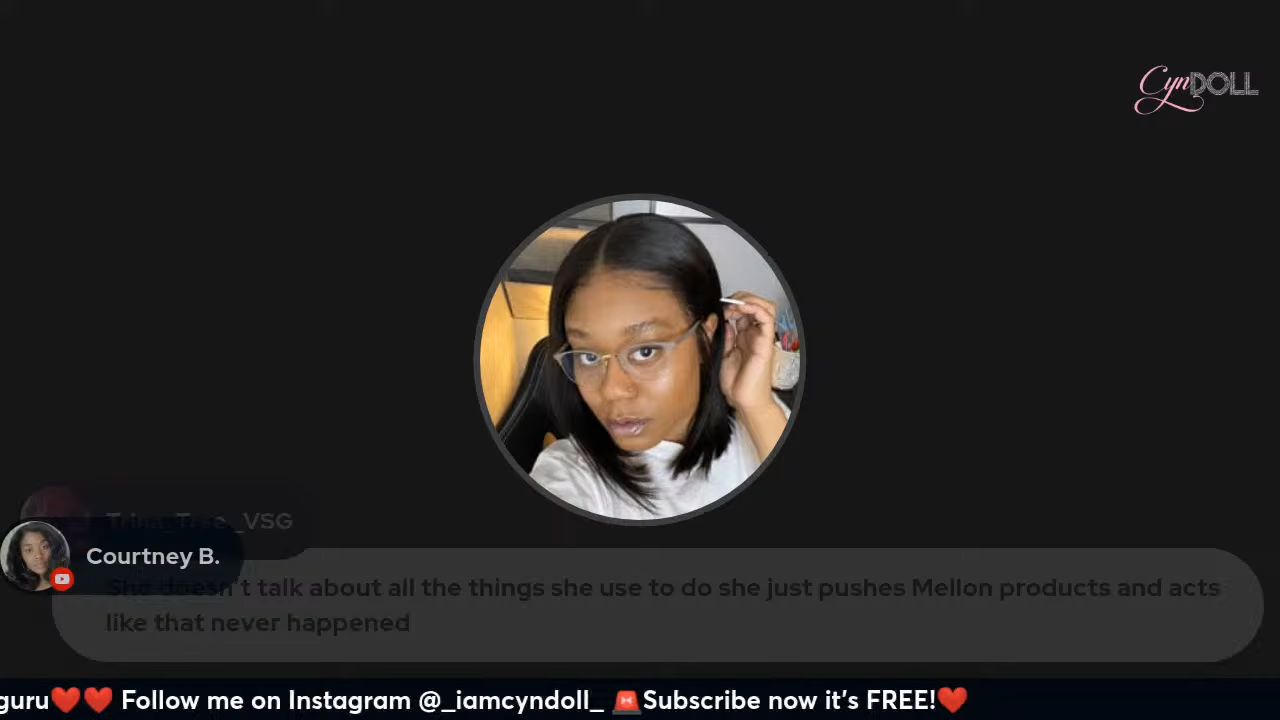 CynDOLL
_VSG
Courtney B.
She doesn't talk about all the things she use to do she just pushes Mellon products and acts
like that never happened
guru❤️❤️ Follow me on Instagram @_iamcyndoll_ 🚨Subscribe now it's FREE!❤️